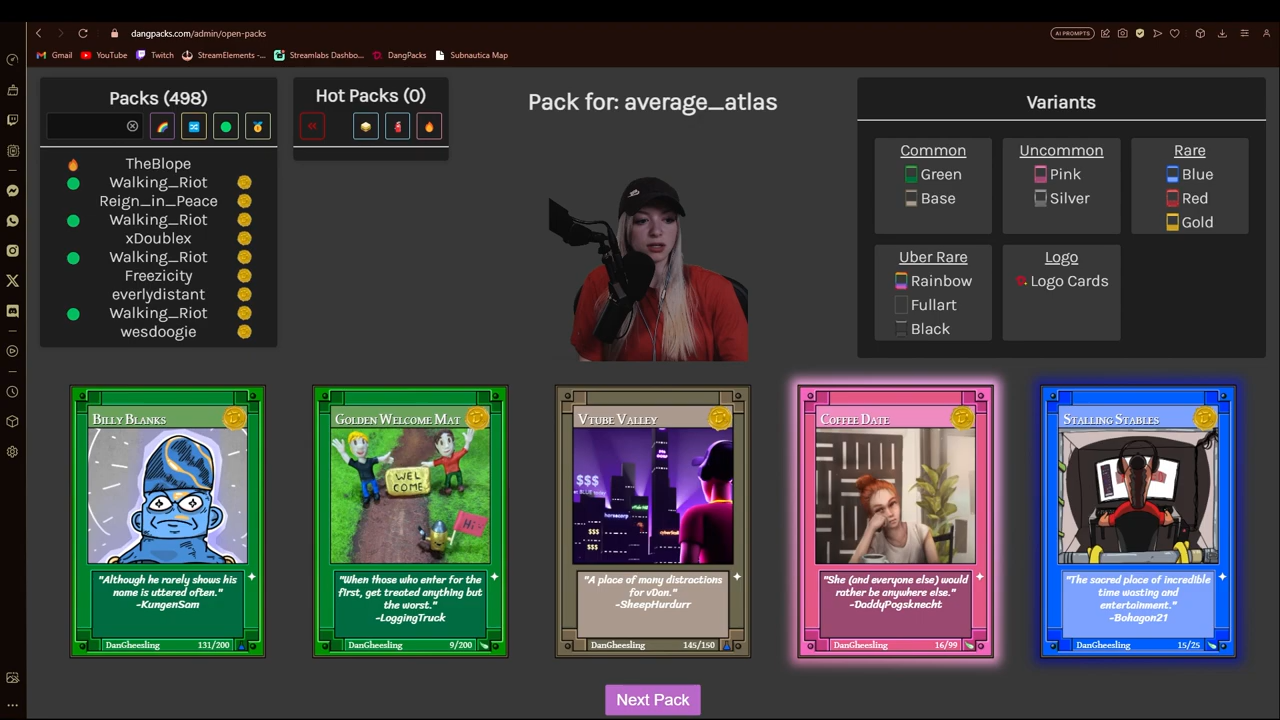 dangpacks.com/admin/open-packs
AI PROMPTS
Gmail
YouTube
Twitch
StreamElements -...
Streamlabs Dashbo...
DangPacks
Subnautica Map
Packs (498)
TheBlope
Walking_Riot
Reign_in_Peace
Walking_Riot
xDoublex
Walking_Riot
Freezicity
everlydistant
Walking_Riot
wesdoogie
Hot Packs (0)
Pack for: average_atlas
Variants
Common
Green
Base
Uncommon
Pink
Silver
Rare
Blue
Red
Gold
Uber Rare
Rainbow
Fullart
Black
Logo
Logo Cards
Billy Blanks
"Although he rarely shows his
name is uttered often."
-KungenSam
DanGheesling 131/200
Golden Welcome Mat
WEL
COME
Hi-
"When those who enter for the
first, get treated anything but
the worst."
-LoggingTruck
DanGheesling 9/200
Vtube Valley
$$$
$$$
$$$
"A place of many distractions
for vDan."
-SheepHurdurr
DanGheesling 145/150
Coffee Date
"She (and everyone else) would
rather be anywhere else."
-DaddyPogsknecht
DanGheesling 16/99
Stalling Stables
"The sacred place of incredible
time wasting and
entertainment."
-Bohagon21
DanGheesling 15/25
Next Pack